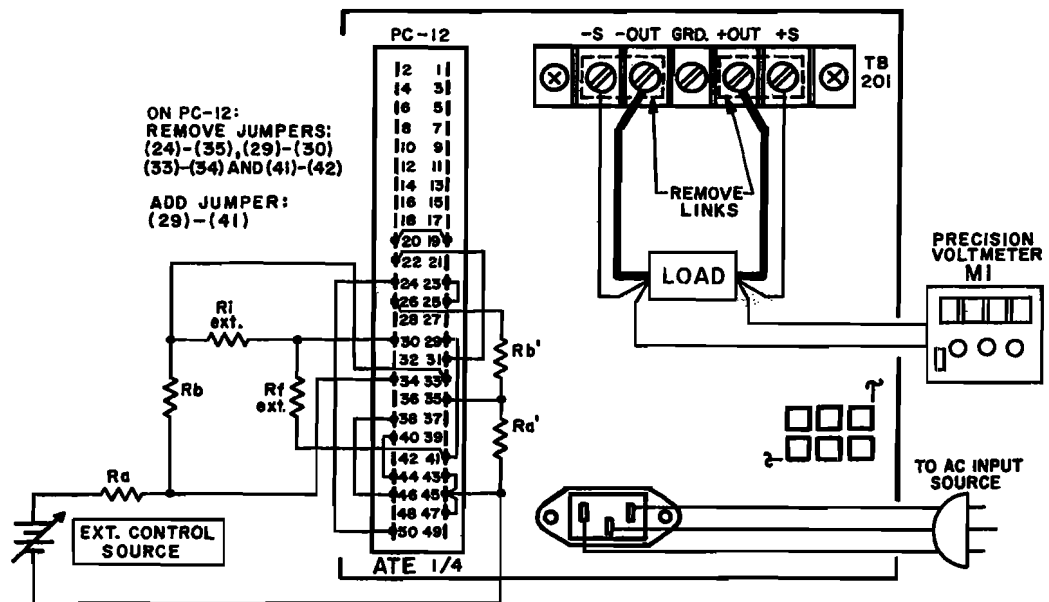 PC-12
-S -OUT GRD. +OUT +S
TB
201
ON PC-12:
REMOVE JUMPERS:
(24)-(35),(29)-(30)
(33)-(34) AND (41)-(42)
ADD JUMPER:
(29)-(41)
2 1
4 3
6 5
8 7
10 9
12 11
14 13
16 15
18 17
20 19
22 21
24 23
26 25
28 27
30 29
32 31
34 33
36 35
38 37
40 39
42 41
44 43
46 45
48 47
50 49
REMOVE
LINKS
LOAD
PRECISION
VOLTMETER
M1
Ri
ext.
Rb
Rf
ext.
Rb'
Ra'
Ra
EXT. CONTROL
SOURCE
ATE 1/4
TO AC INPUT
SOURCE